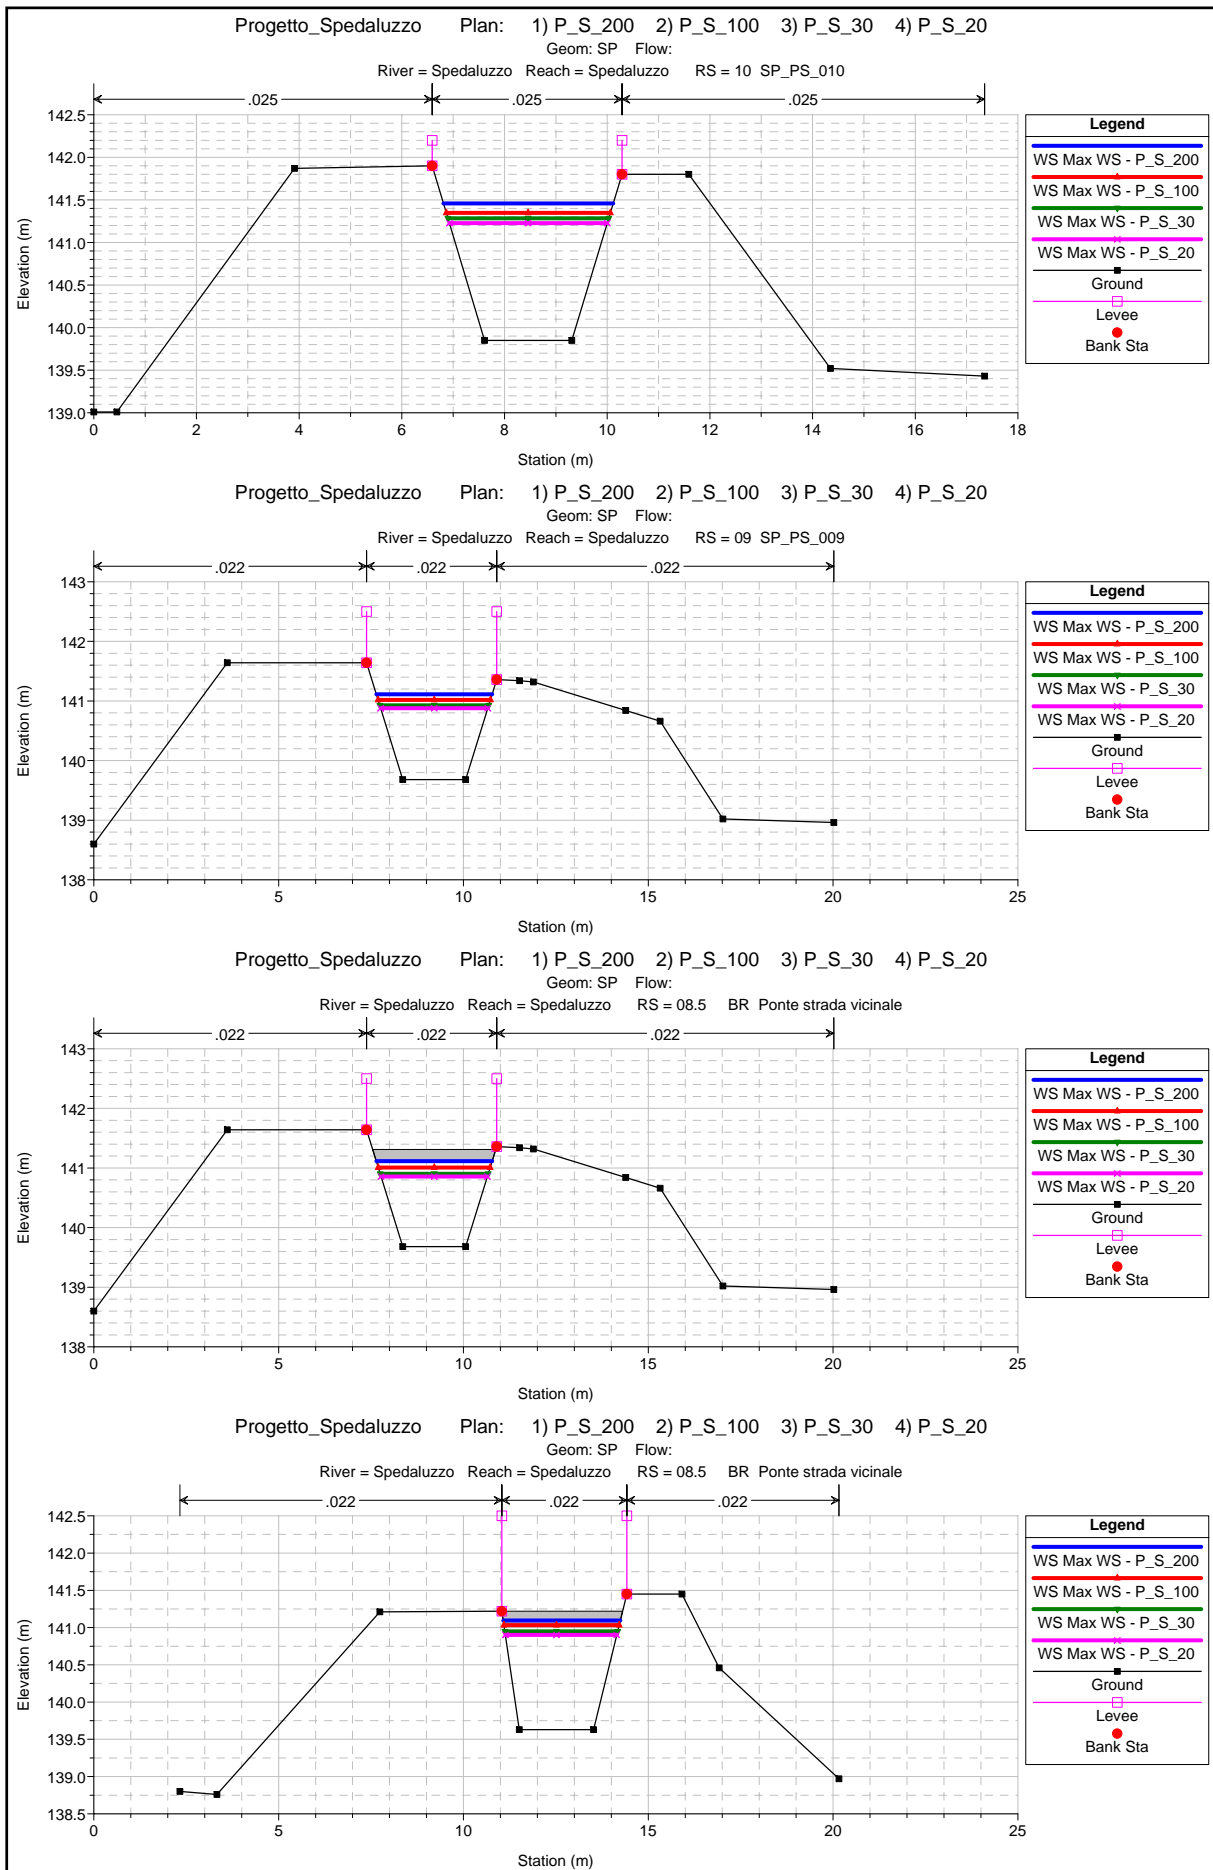 Progetto_Spedaluzzo Plan: 1) P_S_200 2) P_S_100 3) P_S_30 4) P_S_20
Geom: SP Flow:
River = Spedaluzzo Reach = Spedaluzzo RS = 10 SP_PS_010
.025 .025 .025
142.5
142.0
141.5
141.0
140.5
140.0
139.5
139.0
Elevation (m)
0 2 4 6 8 10 12 14 16 18
Station (m)
Legend
WS Max WS - P_S_200
WS Max WS - P_S_100
WS Max WS - P_S_30
WS Max WS - P_S_20
Ground
Levee
Bank Sta
Progetto_Spedaluzzo Plan: 1) P_S_200 2) P_S_100 3) P_S_30 4) P_S_20
Geom: SP Flow:
River = Spedaluzzo Reach = Spedaluzzo RS = 09 SP_PS_009
.022 .022 .022
143
142
141
140
139
138
Elevation (m)
0 5 10 15 20 25
Station (m)
Legend
WS Max WS - P_S_200
WS Max WS - P_S_100
WS Max WS - P_S_30
WS Max WS - P_S_20
Ground
Levee
Bank Sta
Progetto_Spedaluzzo Plan: 1) P_S_200 2) P_S_100 3) P_S_30 4) P_S_20
Geom: SP Flow:
River = Spedaluzzo Reach = Spedaluzzo RS = 08.5 BR Ponte strada vicinale
.022 .022 .022
143
142
141
140
139
138
Elevation (m)
0 5 10 15 20 25
Station (m)
Legend
WS Max WS - P_S_200
WS Max WS - P_S_100
WS Max WS - P_S_30
WS Max WS - P_S_20
Ground
Levee
Bank Sta
Progetto_Spedaluzzo Plan: 1) P_S_200 2) P_S_100 3) P_S_30 4) P_S_20
Geom: SP Flow:
River = Spedaluzzo Reach = Spedaluzzo RS = 08.5 BR Ponte strada vicinale
.022 .022 .022
142.5
142.0
141.5
141.0
140.5
140.0
139.5
139.0
138.5
Elevation (m)
0 5 10 15 20 25
Station (m)
Legend
WS Max WS - P_S_200
WS Max WS - P_S_100
WS Max WS - P_S_30
WS Max WS - P_S_20
Ground
Levee
Bank Sta